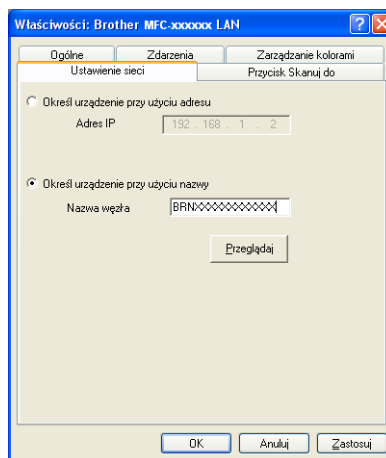 Właściwości: Brother MFC-xxxxxx LAN
Ogólne Zdarzenia Zarządzanie kolorami
Ustawienie sieci Przycisk Skanuj do
Określ urządzenie przy użyciu adresu
Adres IP 192 . 168 . 1 . 2
Określ urządzenie przy użyciu nazwy
Nazwa węzła BRNXXXXXXXXXXXX
Przeglądaj
OK Anuluj Zastosuj